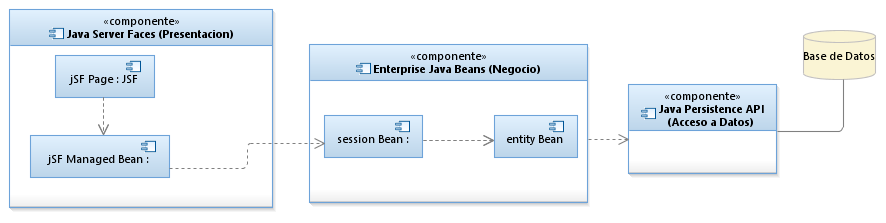 «componente»
Java Server Faces (Presentacion)
jSF Page : JSF
jSF Managed Bean :
«componente»
Enterprise Java Beans (Negocio)
session Bean :
entity Bean
«componente»
Java Persistence API
(Acceso a Datos)
Base de Datos